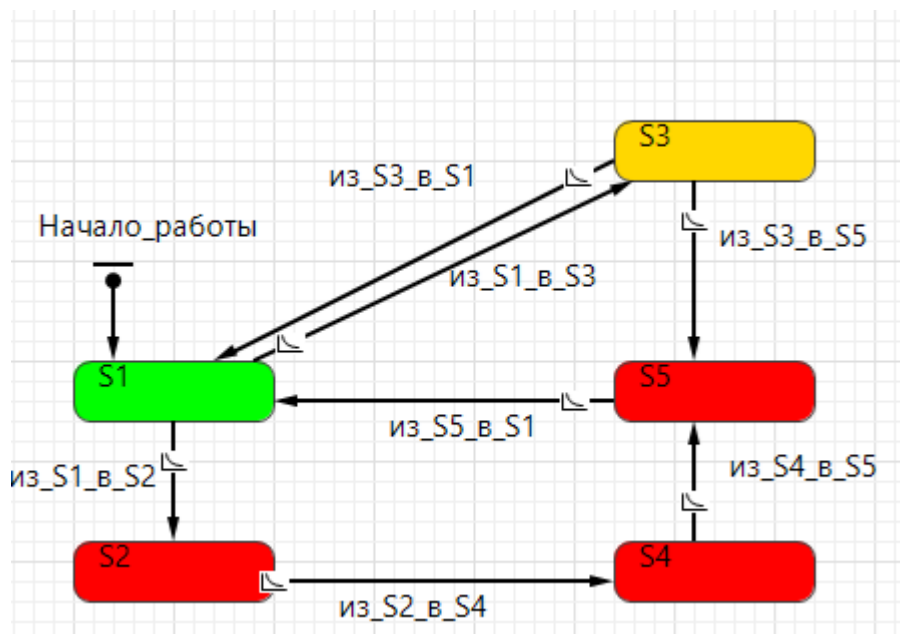 S3
из_S3_в_S1
Начало_работы
из_S3_в_S5
из_S1_в_S3
S1
S5
из_S5_в_S1
из_S1_в_S2
из_S4_в_S5
S2
S4
из_S2_в_S4